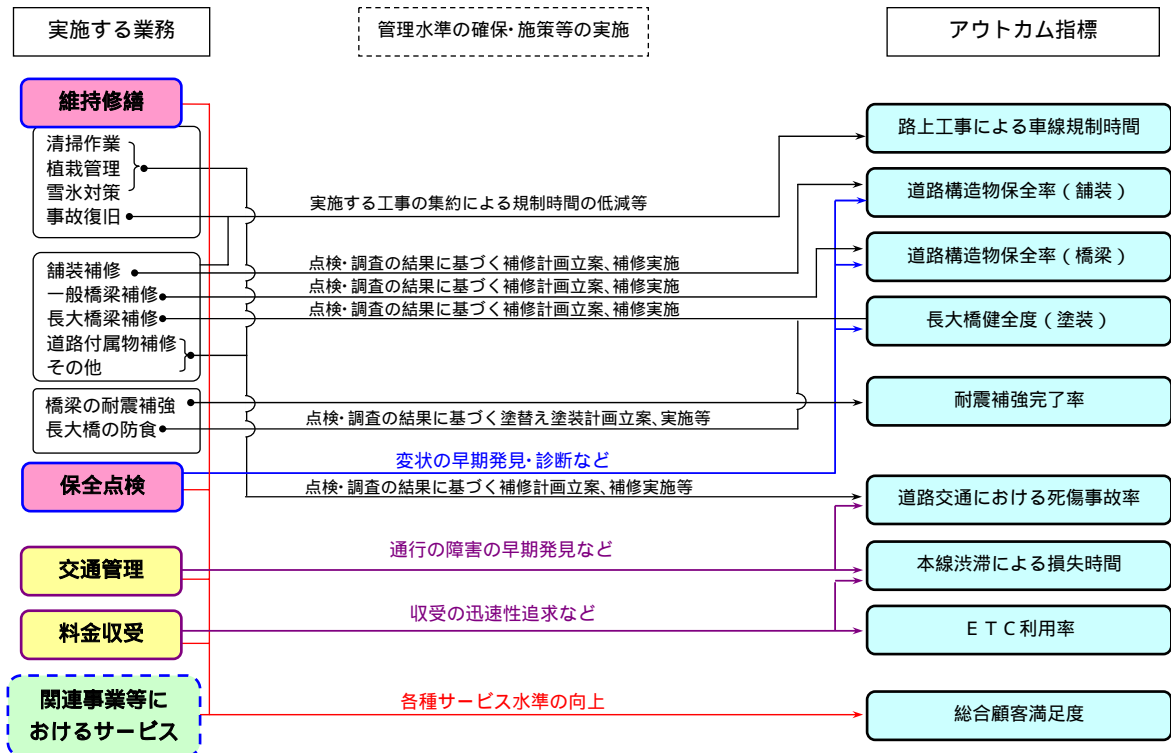 実施する業務
管理水準の確保・施策等の実施
アウトカム指標
維持修繕
清掃作業
植栽管理
雪氷対策
事故復旧
舗装補修
一般橋梁補修
長大橋梁補修
道路付属物補修
その他
橋梁の耐震補強
長大橋の防食
保全点検
交通管理
料金収受
関連事業等に
おけるサービス
実施する工事の集約による規制時間の低減等
点検・調査の結果に基づく補修計画立案、補修実施
点検・調査の結果に基づく補修計画立案、補修実施
点検・調査の結果に基づく補修計画立案、補修実施
点検・調査の結果に基づく塗替え塗装計画立案、実施等
変状の早期発見・診断など
点検・調査の結果に基づく補修計画立案、補修実施等
通行の障害の早期発見など
収受の迅速性追求など
各種サービス水準の向上
路上工事による車線規制時間
道路構造物保全率（舗装）
道路構造物保全率（橋梁）
長大橋健全度（塗装）
耐震補強完了率
道路交通における死傷事故率
本線渋滞による損失時間
ＥＴＣ利用率
総合顧客満足度